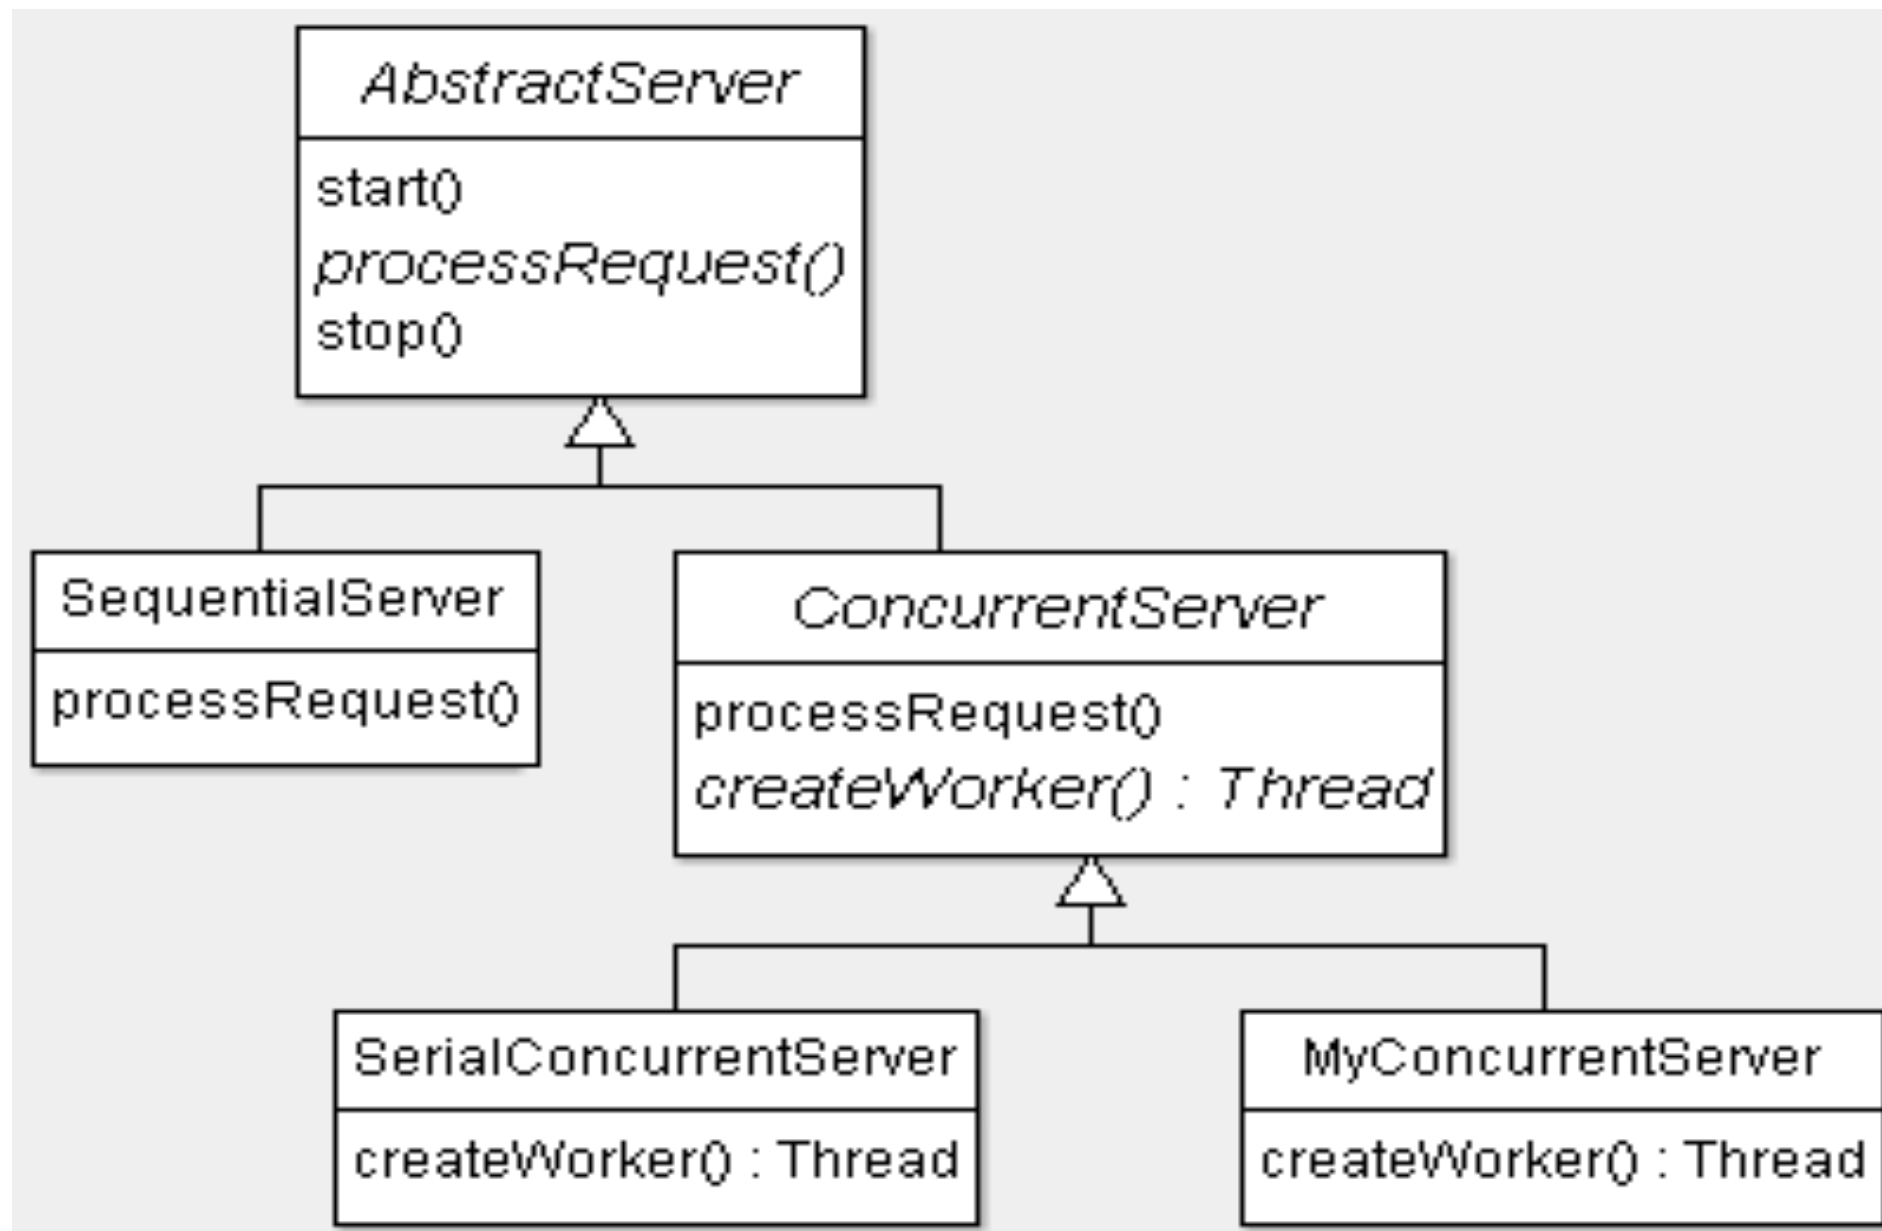 AbstractServer
start()
processRequest()
stop()
SequentialServer
processRequest()
ConcurrentServer
processRequest()
createWorker() : Thread
SerialConcurrentServer
createWorker() : Thread
MyConcurrentServer
createWorker() : Thread